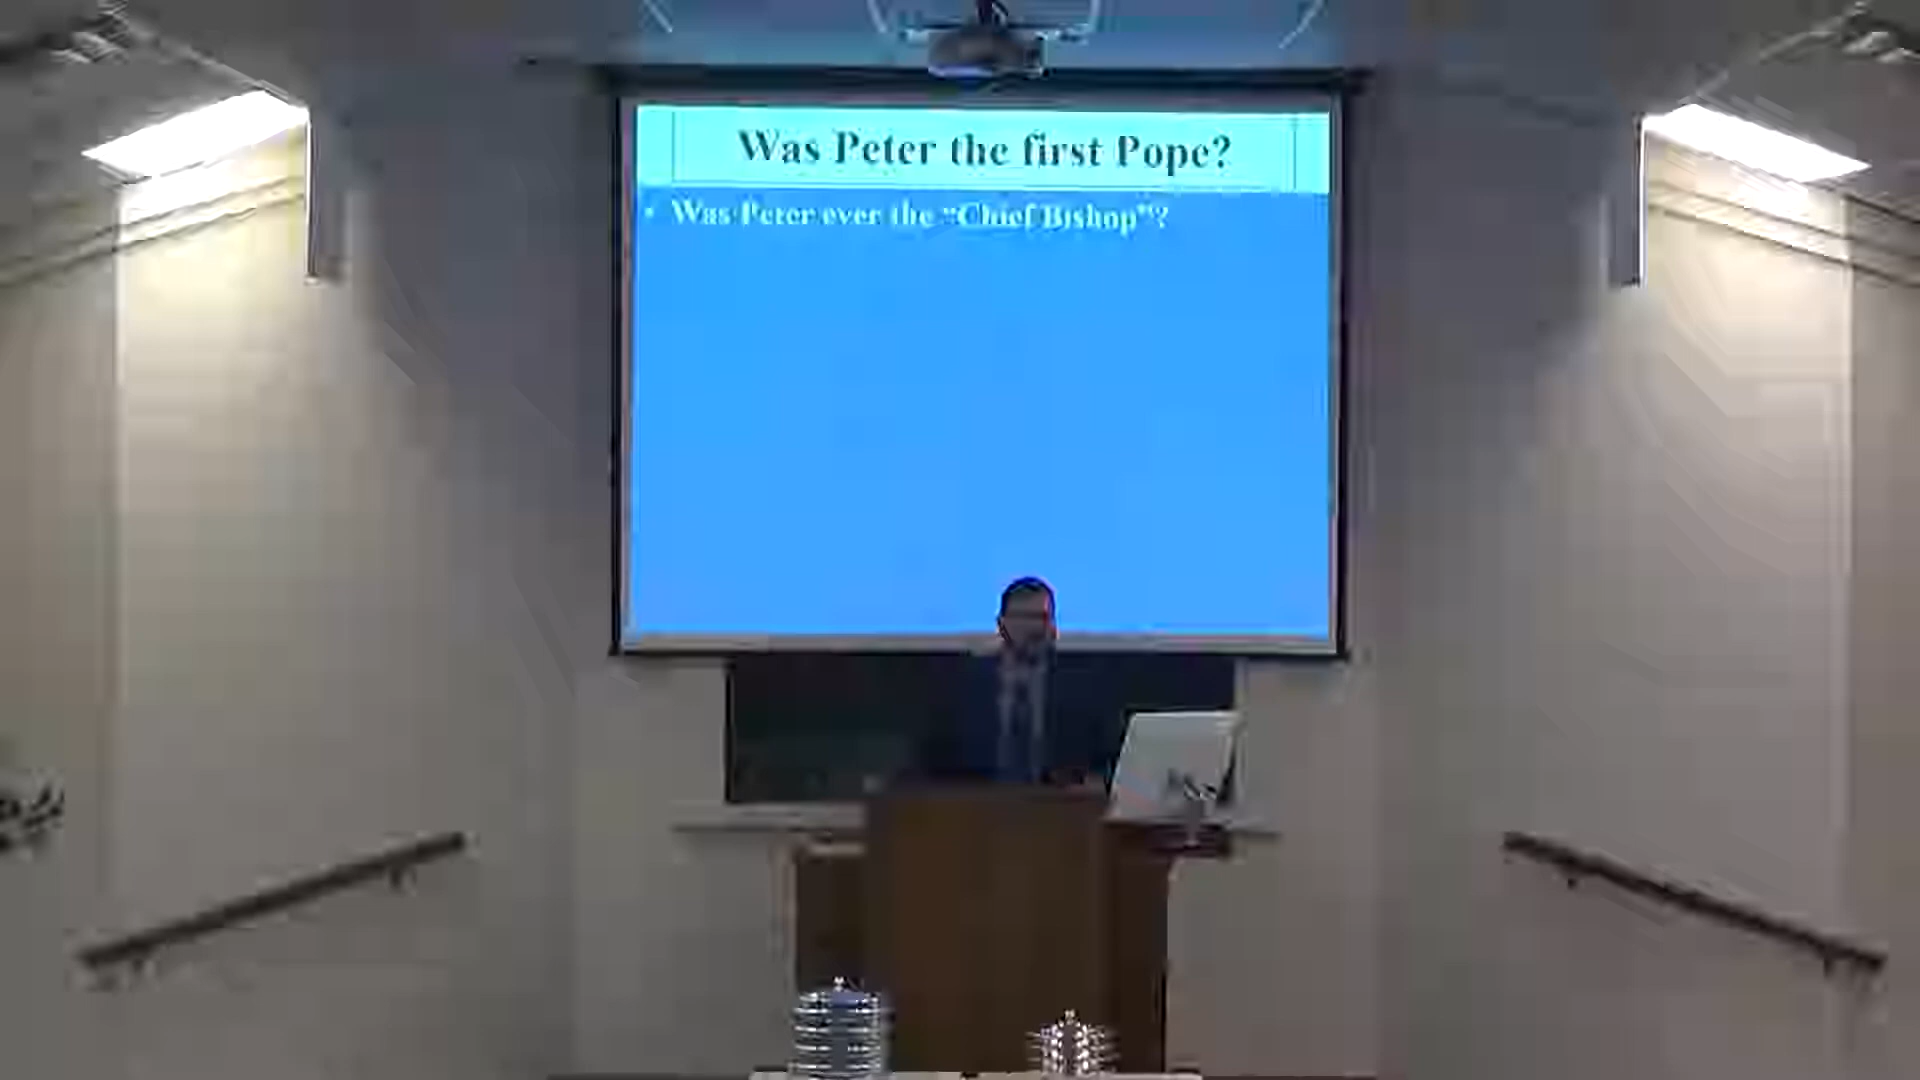 Was Peter the first Pope?
• Was Peter ever the “Chief Bishop”?